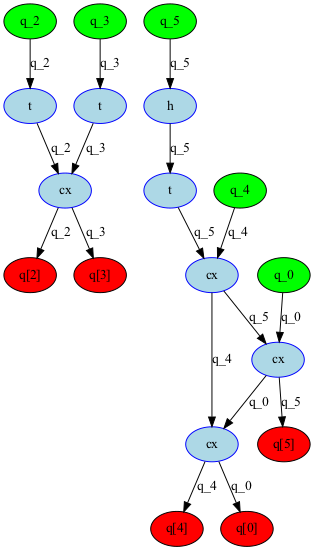 q_2 q_3 q_5
q_2 q_3 q_5
t t h
q_2 q_3 q_5
cx t q_4
q_2 q_3 q_5 q_4
q[2] q[3] cx q_0
q_5 q_0
q_4 cx
q_0 q_5
cx q[5]
q_4 q_0
q[4] q[0]